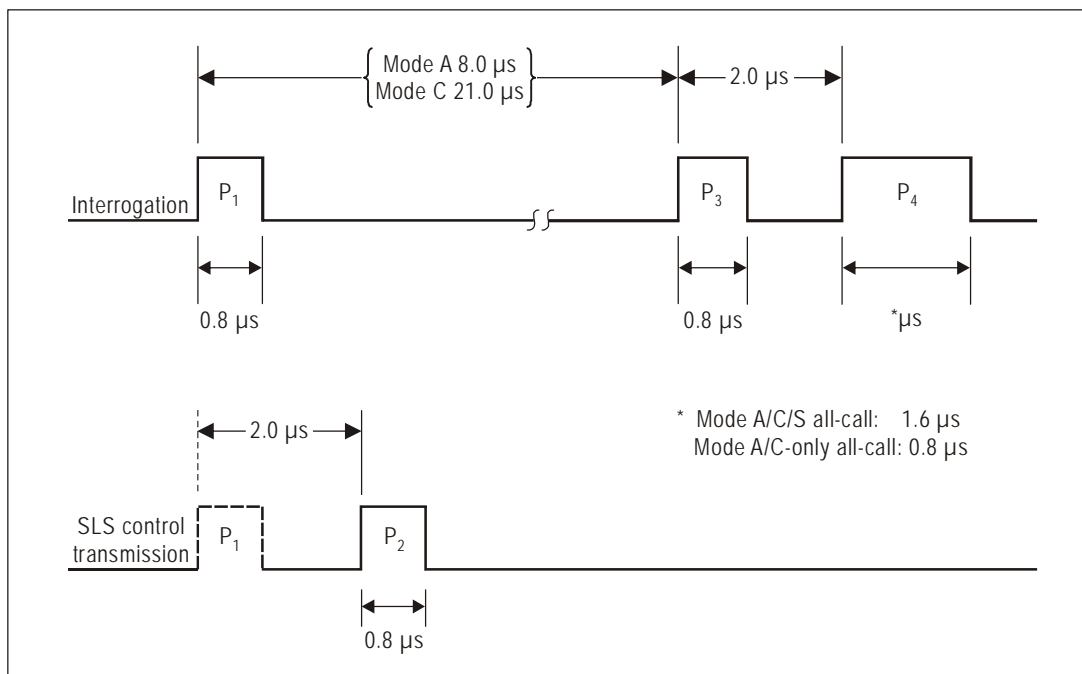 Mode A 8.0 µs
Mode C 21.0 µs
2.0 µs
Interrogation
P1
P3
P4
0.8 µs
0.8 µs
*µs
2.0 µs
* Mode A/C/S all-call: 1.6 µs
Mode A/C-only all-call: 0.8 µs
SLS control
transmission
P1
P2
0.8 µs